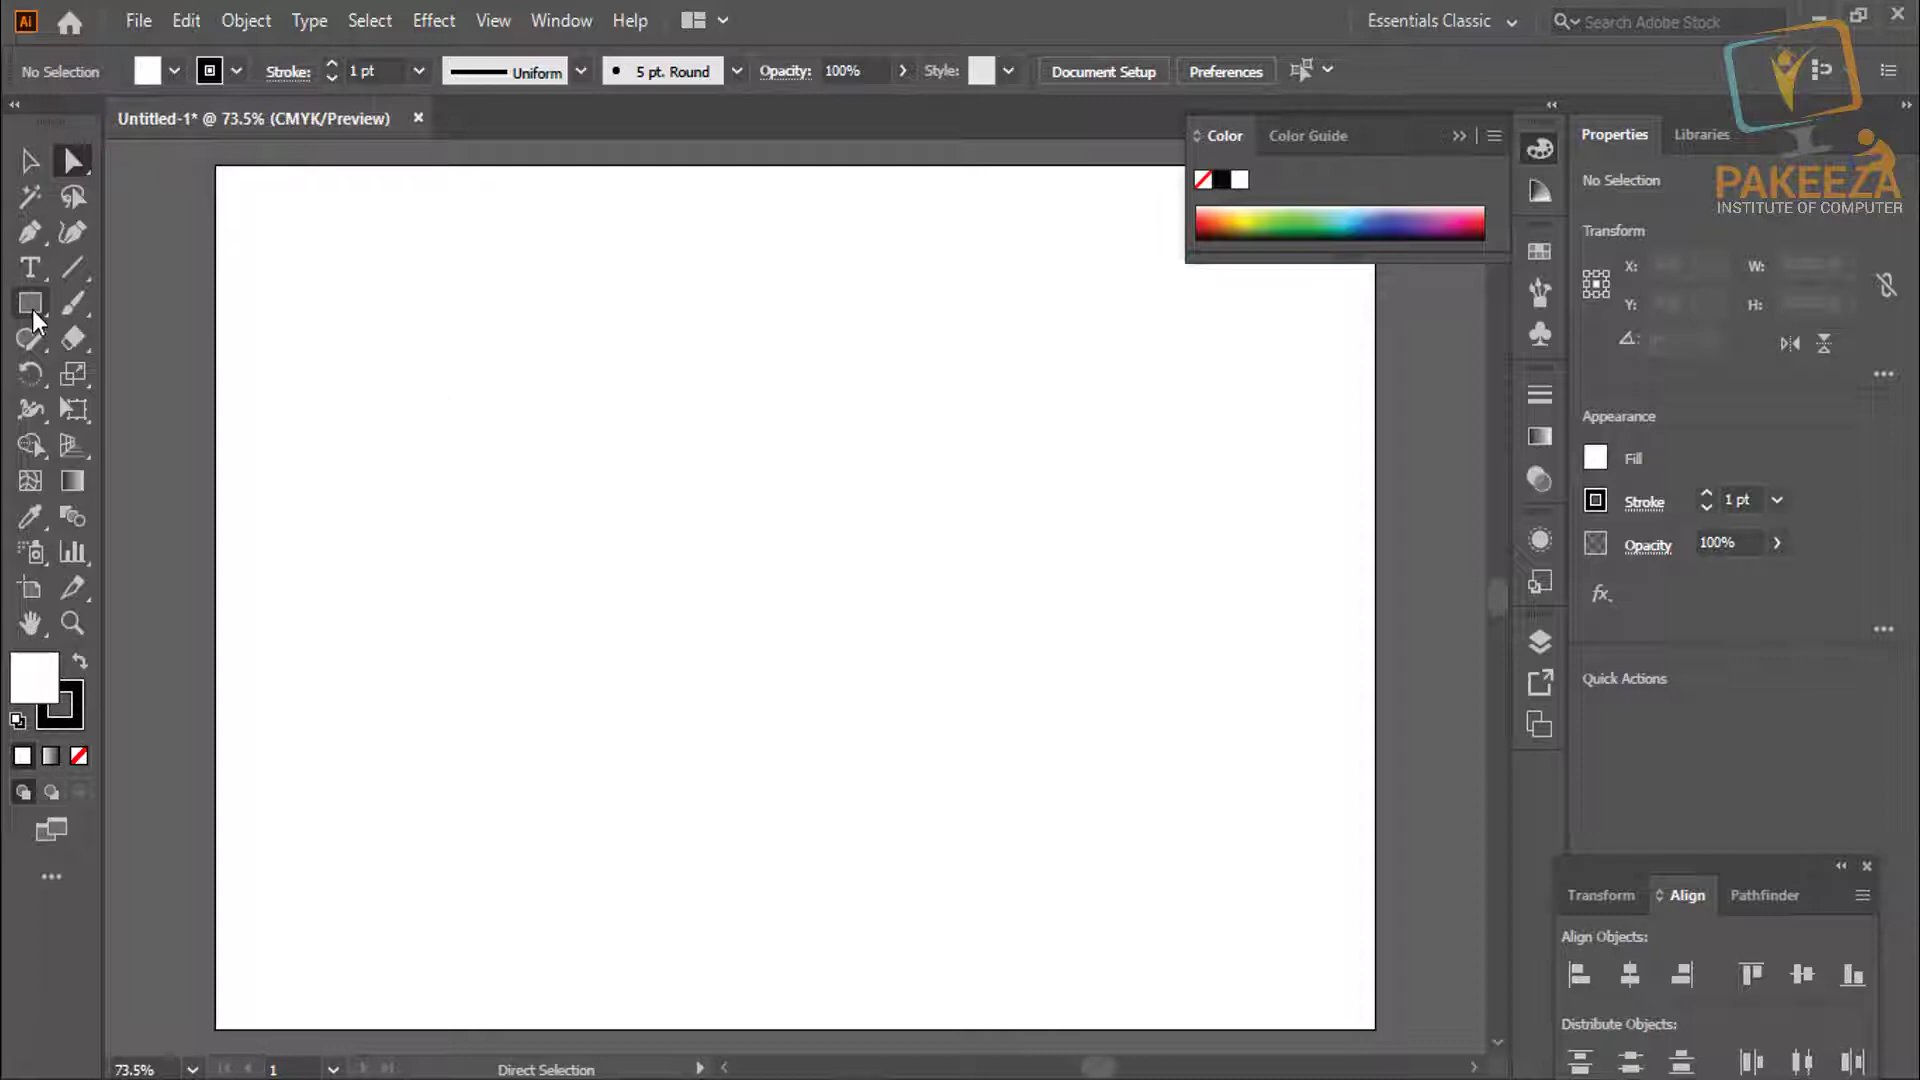 Ai File Edit Object Type Select Effect View Window Help Essentials Classic Search Adobe Stock
No Selection Stroke: 1 pt Uniform 5 pt. Round Opacity: 100% Style: Document Setup Preferences
Untitled-1* @ 73.5% (CMYK/Preview)
Color Color Guide
Properties Libraries
PAKEEZA
INSTITUTE OF COMPUTER
No Selection
Transform
X: W:
Y: H:
Appearance
Fill
Stroke 1 pt
Opacity 100%
fx.
Quick Actions
Transform Align Pathfinder
Align Objects:
Distribute Objects:
73.5% 1 Direct Selection